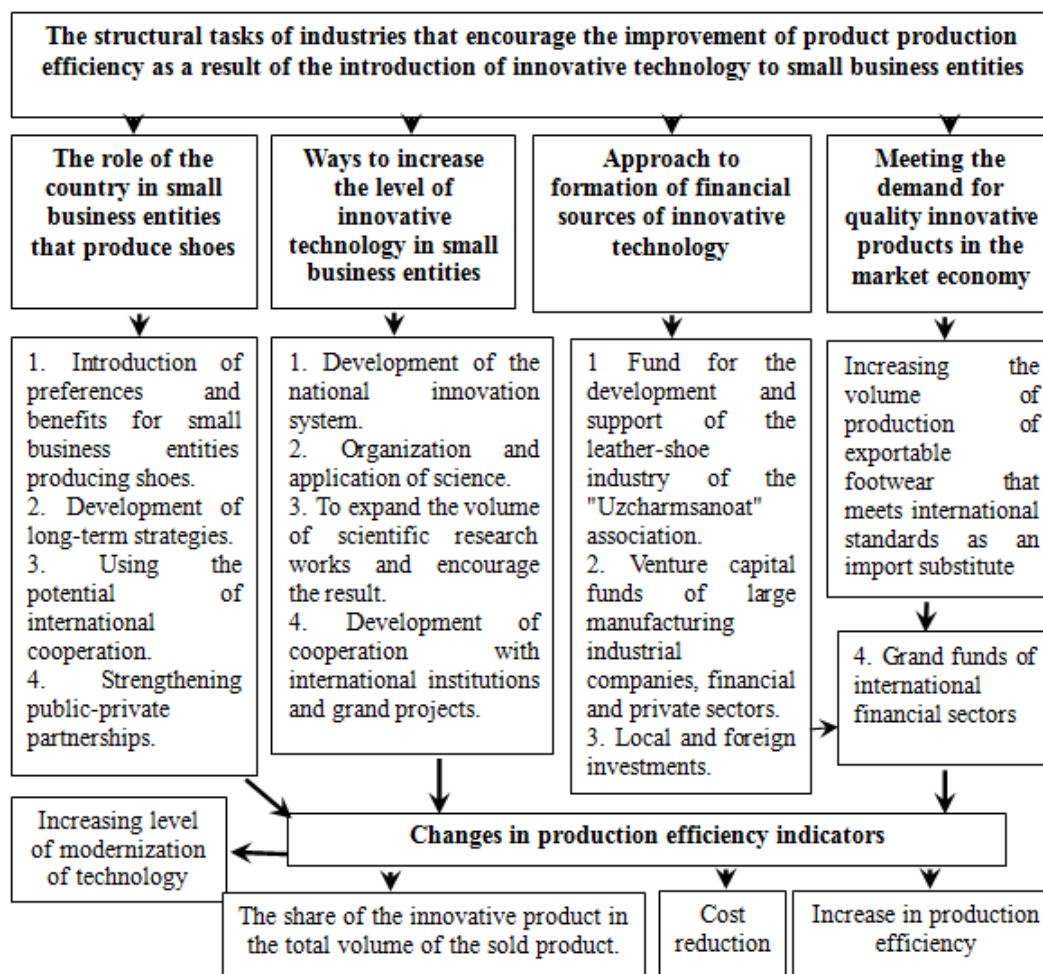 The structural tasks of industries that encourage the improvement of product production
efficiency as a result of the introduction of innovative technology to small business entities
The role of the
country in small
business entities
that produce shoes
Ways to increase
the level of
innovative
technology in small
business entities
Approach to
formation of financial
sources of innovative
technology
Meeting the
demand for
quality innovative
products in the
market economy
1. Introduction of
preferences and
benefits for small
business entities
producing shoes.
2. Development of
long-term strategies.
3. Using the
potential of
international
cooperation.
4. Strengthening
public-private
partnerships.
1. Development of the
national innovation
system.
2. Organization and
application of science.
3. To expand the volume
of scientific research
works and encourage
the result.
4. Development of
cooperation with
international institutions
and grand projects.
1 Fund for the
development and
support of the
leather-shoe
industry of the
"Uzcharmsanoat"
association.
2. Venture capital
funds of large
manufacturing
industrial
companies, financial
and private sectors.
3. Local and foreign
investments.
Increasing the
volume of
production of
exportable
footwear that
meets international
standards as an
import substitute
4. Grand funds of
international
financial sectors
Changes in production efficiency indicators
Increasing level
of modernization
of technology
The share of the innovative product in
the total volume of the sold product.
Cost
reduction
Increase in production
efficiency